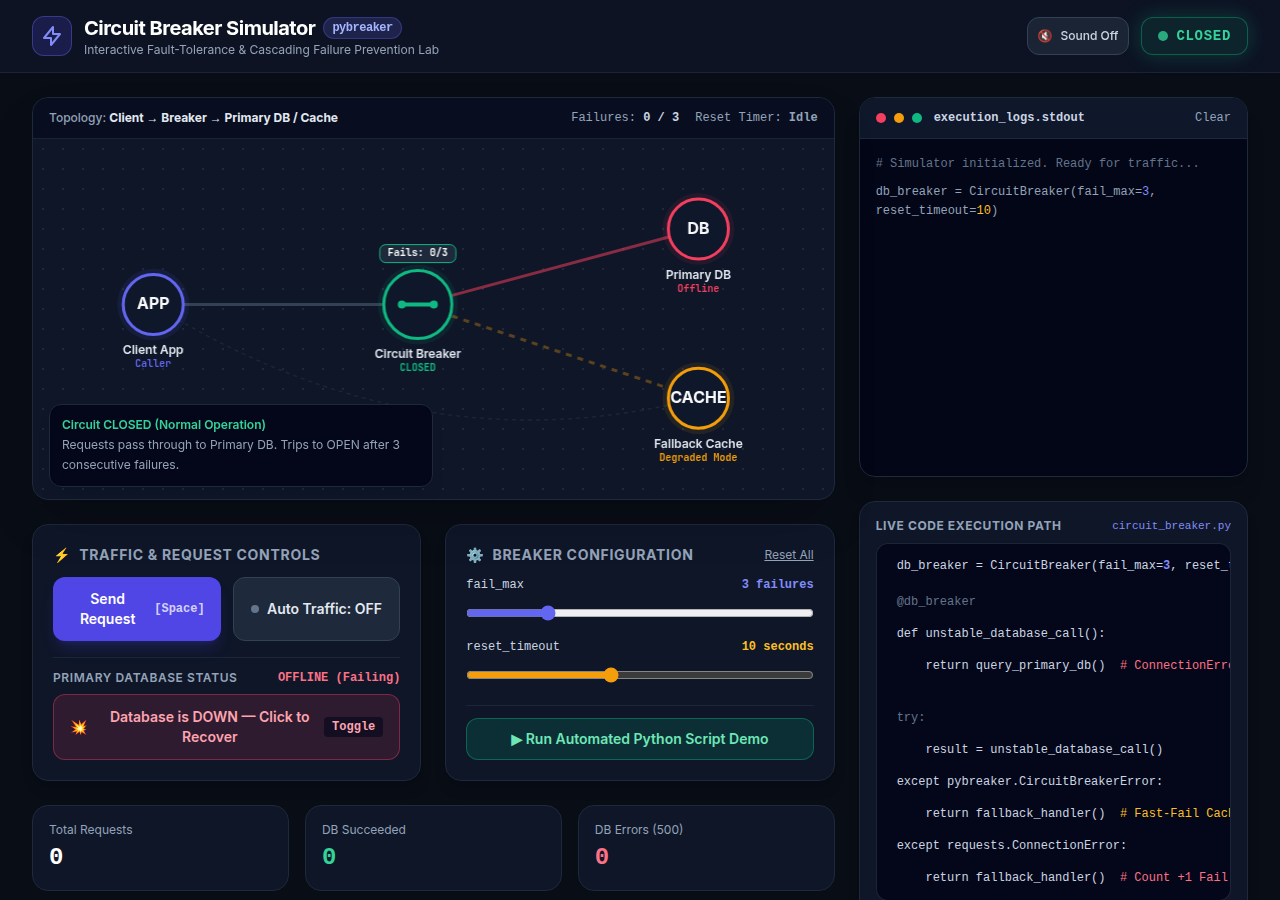 Circuit Breaker Simulator pybreaker
Interactive Fault-Tolerance & Cascading Failure Prevention Lab
Sound Off
CLOSED
Topology: Client → Breaker → Primary DB / Cache
Failures: 0 / 3 Reset Timer: Idle
DB
Primary DB
Offline
Fails: 0/3
APP
Client App
Caller
Circuit Breaker
CLOSED
CACHE
Fallback Cache
Degraded Mode
Circuit CLOSED (Normal Operation)
Requests pass through to Primary DB. Trips to OPEN after 3
consecutive failures.
execution_logs.stdout Clear
# Simulator initialized. Ready for traffic...
db_breaker = CircuitBreaker(fail_max=3,
reset_timeout=10)
TRAFFIC & REQUEST CONTROLS
Send
Request
[Space]
Auto Traffic: OFF
PRIMARY DATABASE STATUS OFFLINE (Failing)
Database is DOWN — Click to
Recover
Toggle
BREAKER CONFIGURATION Reset All
fail_max 3 failures
reset_timeout 10 seconds
▶ Run Automated Python Script Demo
Total Requests
0
DB Succeeded
0
DB Errors (500)
0
LIVE CODE EXECUTION PATH circuit_breaker.py
db_breaker = CircuitBreaker(fail_max=3, reset_
@db_breaker
def unstable_database_call():
return query_primary_db() # ConnectionErr
try:
result = unstable_database_call()
except pybreaker.CircuitBreakerError:
return fallback_handler() # Fast-Fail Cac
except requests.ConnectionError:
return fallback_handler() # Count +1 Fail